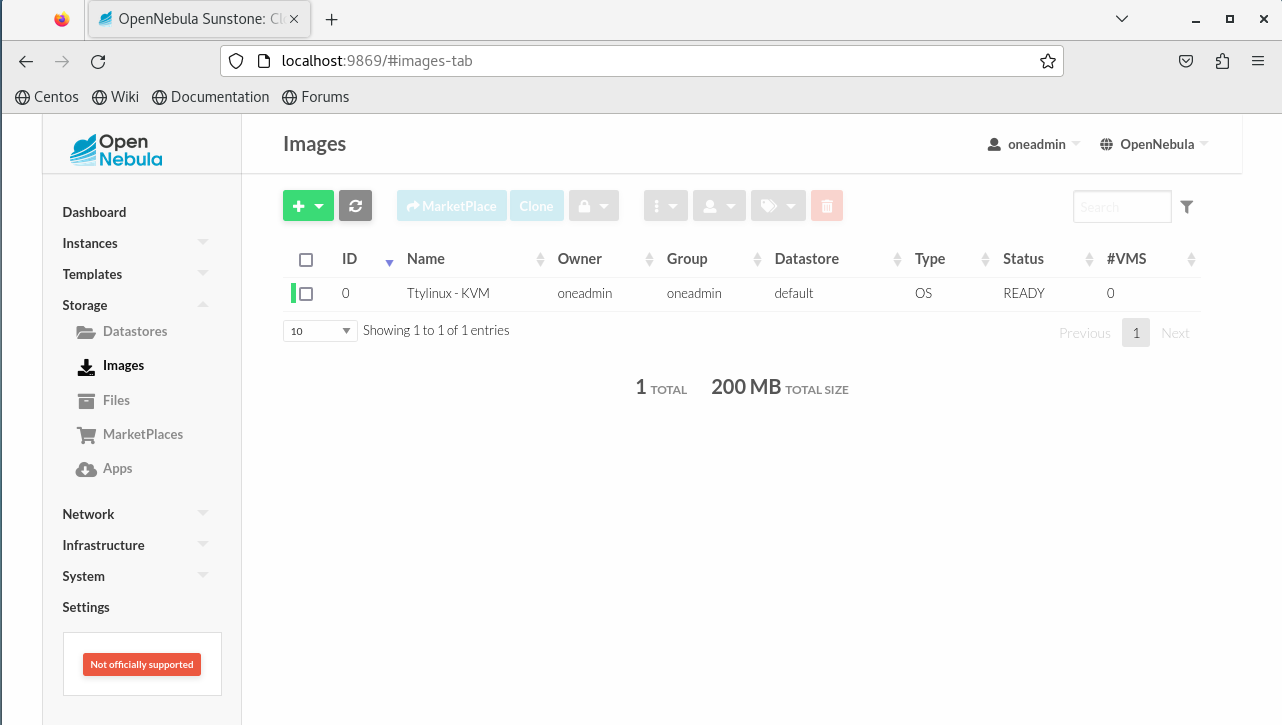 OpenNebula Sunstone: Cl
localhost:9869/#images-tab
Centos Wiki Documentation Forums
Open Nebula
Images
oneadmin OpenNebula
Dashboard
Instances
Templates
Storage
Datastores
Images
Files
MarketPlaces
Apps
Network
Infrastructure
System
Settings
Not officially supported
MarketPlace Clone Search
ID Name Owner Group Datastore Type Status #VMS
0 Ttylinux - KVM oneadmin oneadmin default OS READY 0
10 Showing 1 to 1 of 1 entries Previous 1 Next
1 TOTAL 200 MB TOTAL SIZE